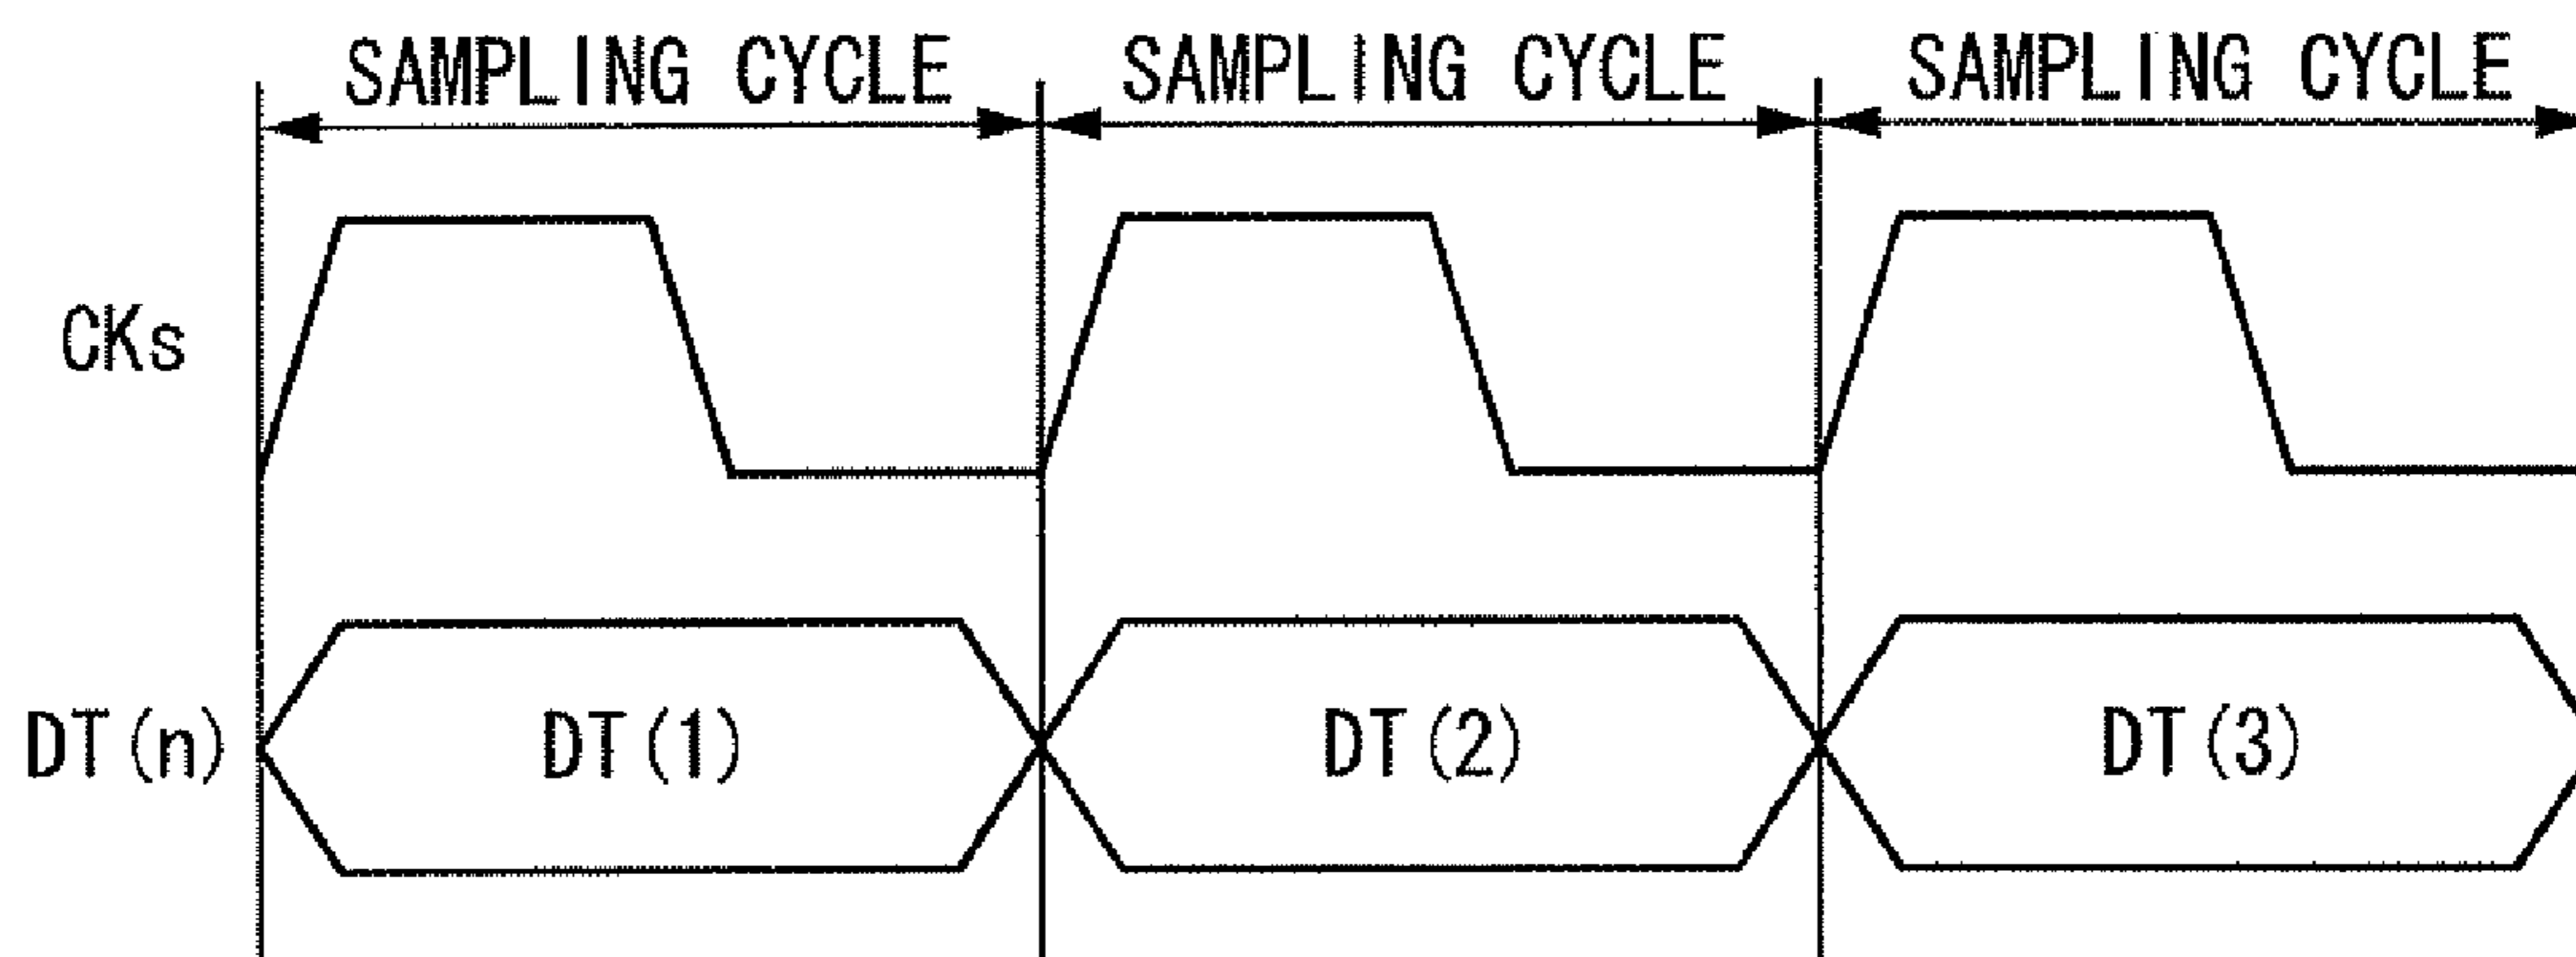 SAMPLING CYCLE SAMPLING CYCLE SAMPLING CYCLE
CKs
DT(n) DT(1) DT(2) DT(3)